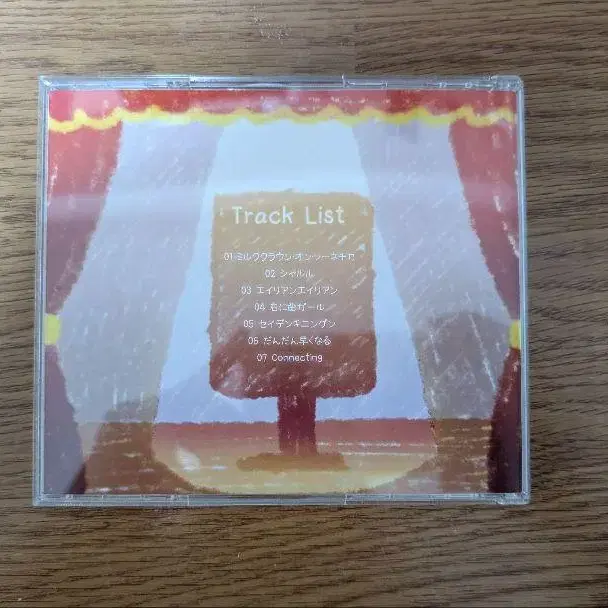 Track List
01 ミルククラウン・オン・ソーネチカ
02 シャルル
03 エイリアンエイリアン
04 右に曲ガール
05 セイデンキニンゲン
06 だんだん早くなる
07 Connecting